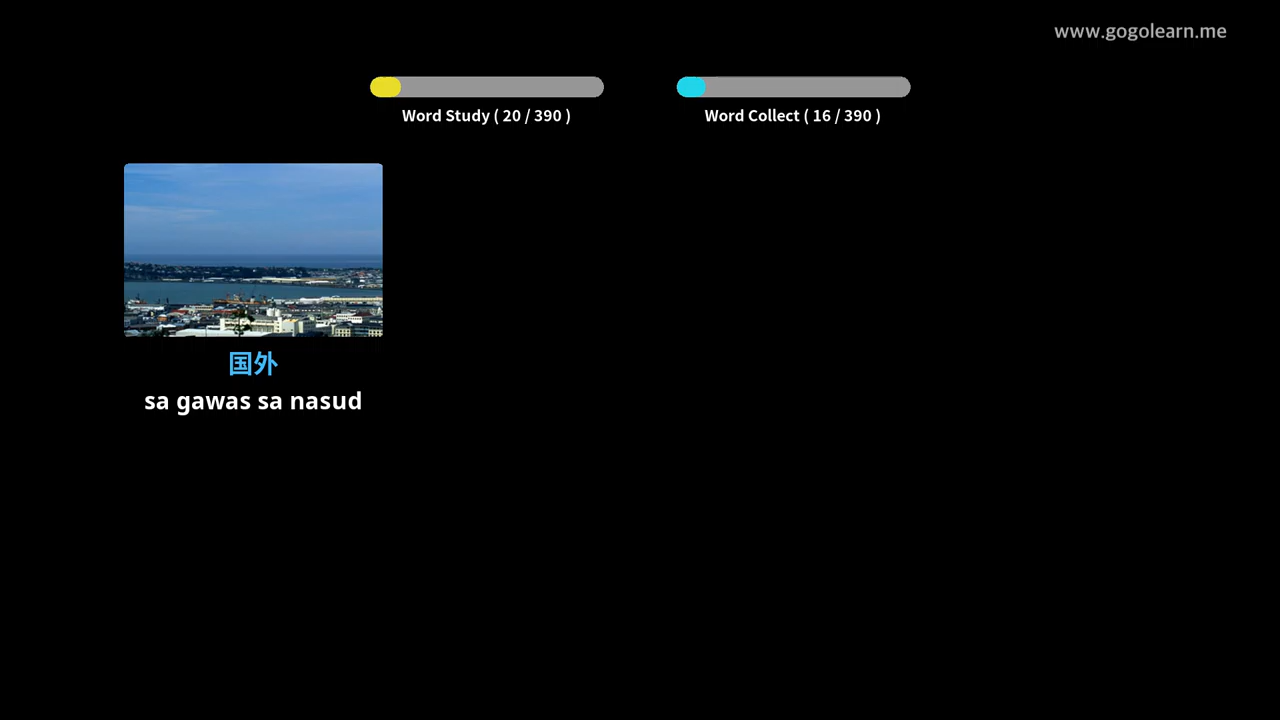 www.gogolearn.me
Word Study ( 20 / 390 )
Word Collect ( 16 / 390 )
国外
sa gawas sa nasud